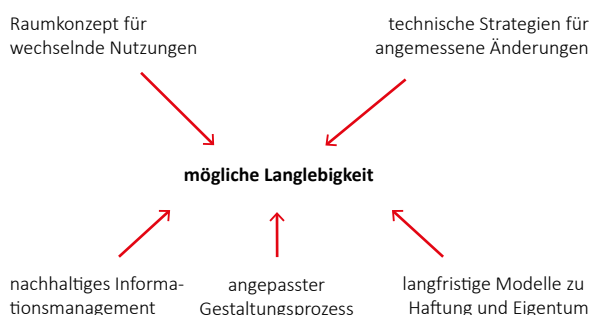 Raumkonzept für
wechselnde Nutzungen
technische Strategien für
angemessene Änderungen
mögliche Langlebigkeit
nachhaltiges Informa-
tionsmanagement
angepasster
Gestaltungsprozess
langfristige Modelle zu
Haftung und Eigentum